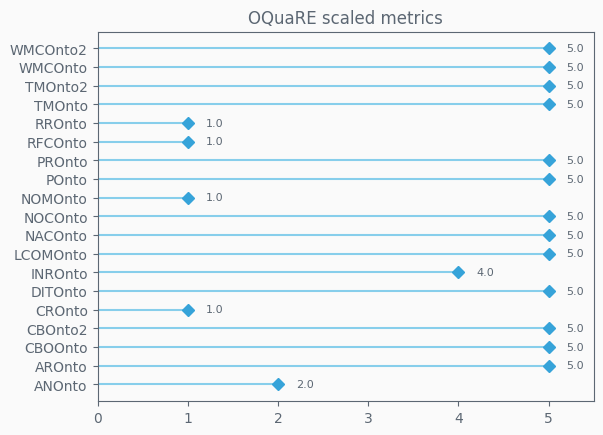 OQuaRE scaled metrics
WMCOnto2 5.0
WMCOnto 5.0
TMOnto2 5.0
TMOnto 5.0
RROnto 1.0
RFCOnto 1.0
PROnto 5.0
POnto 5.0
NOMOnto 1.0
NOCOnto 5.0
NACOnto 5.0
LCOMOnto 5.0
INROnto 4.0
DITOnto 5.0
CROnto 1.0
CBOnto2 5.0
CBOOnto 5.0
AROnto 5.0
ANOnto 2.0
0 1 2 3 4 5